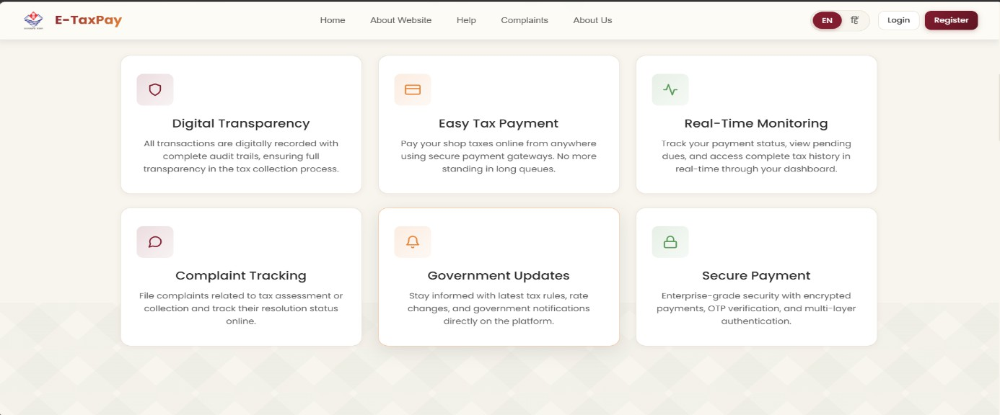 E-TaxPay
Home About Website Help Complaints About Us
EN हिं Login Register
Digital Transparency
All transactions are digitally recorded with
complete audit trails, ensuring full
transparency in the tax collection process.
Easy Tax Payment
Pay your shop taxes online from anywhere
using secure payment gateways. No more
standing in long queues.
Real-Time Monitoring
Track your payment status, view pending
dues, and access complete tax history in
real-time through your dashboard.
Complaint Tracking
File complaints related to tax assessment or
collection and track their resolution status
online.
Government Updates
Stay informed with latest tax rules, rate
changes, and government notifications
directly on the platform.
Secure Payment
Enterprise-grade security with encrypted
payments, OTP verification, and multi-layer
authentication.